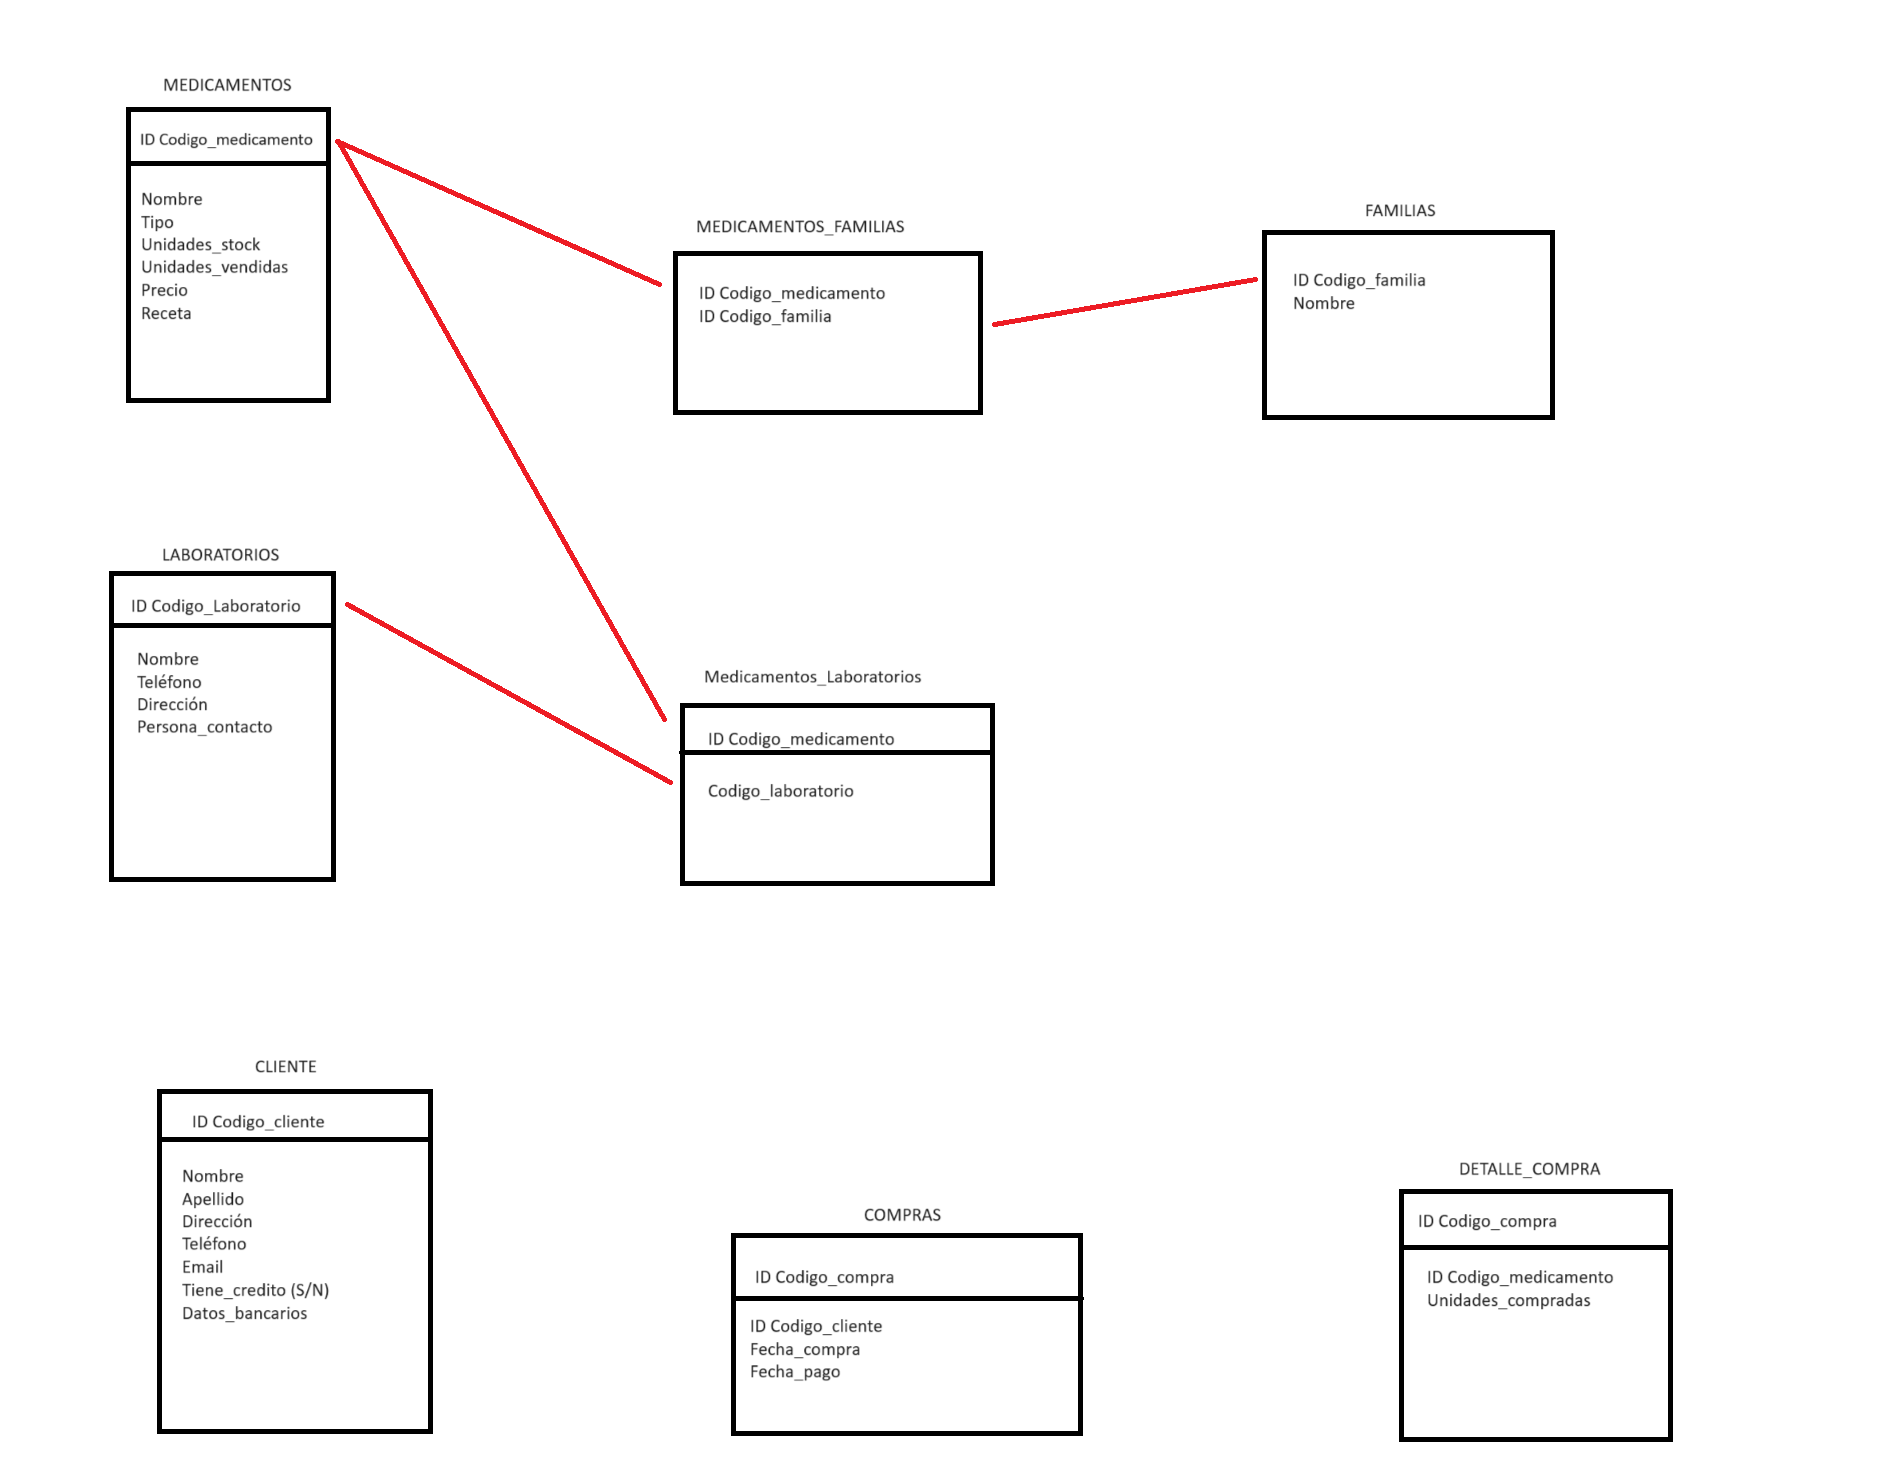 MEDICAMENTOS
ID Codigo_medicamento
Nombre
Tipo
Unidades_stock
Unidades_vendidas
Precio
Receta
MEDICAMENTOS_FAMILIAS
ID Codigo_medicamento
ID Codigo_familia
FAMILIAS
ID Codigo_familia
Nombre
LABORATORIOS
ID Codigo_Laboratorio
Nombre
Teléfono
Dirección
Persona_contacto
Medicamentos_Laboratorios
ID Codigo_medicamento
Codigo_laboratorio
CLIENTE
ID Codigo_cliente
Nombre
Apellido
Dirección
Teléfono
Email
Tiene_credito (S/N)
Datos_bancarios
COMPRAS
ID Codigo_compra
ID Codigo_cliente
Fecha_compra
Fecha_pago
DETALLE_COMPRA
ID Codigo_compra
ID Codigo_medicamento
Unidades_compradas